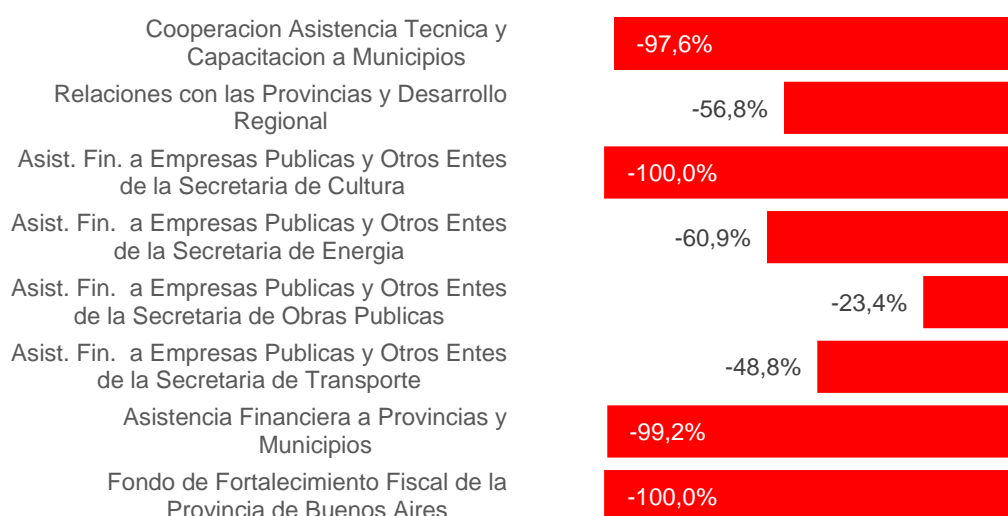 Cooperacion Asistencia Tecnica y
Capacitacion a Municipios
-97,6%
Relaciones con las Provincias y Desarrollo
Regional
-56,8%
Asist. Fin. a Empresas Publicas y Otros Entes
de la Secretaria de Cultura
-100,0%
Asist. Fin.  a Empresas Publicas y Otros Entes
de la Secretaria de Energia
-60,9%
Asist. Fin.  a Empresas Publicas y Otros Entes
de la Secretaria de Obras Publicas
-23,4%
Asist. Fin.  a Empresas Publicas y Otros Entes
de la Secretaria de Transporte
-48,8%
Asistencia Financiera a Provincias y
Municipios
-99,2%
Fondo de Fortalecimiento Fiscal de la
Provincia de Buenos Aires
-100,0%